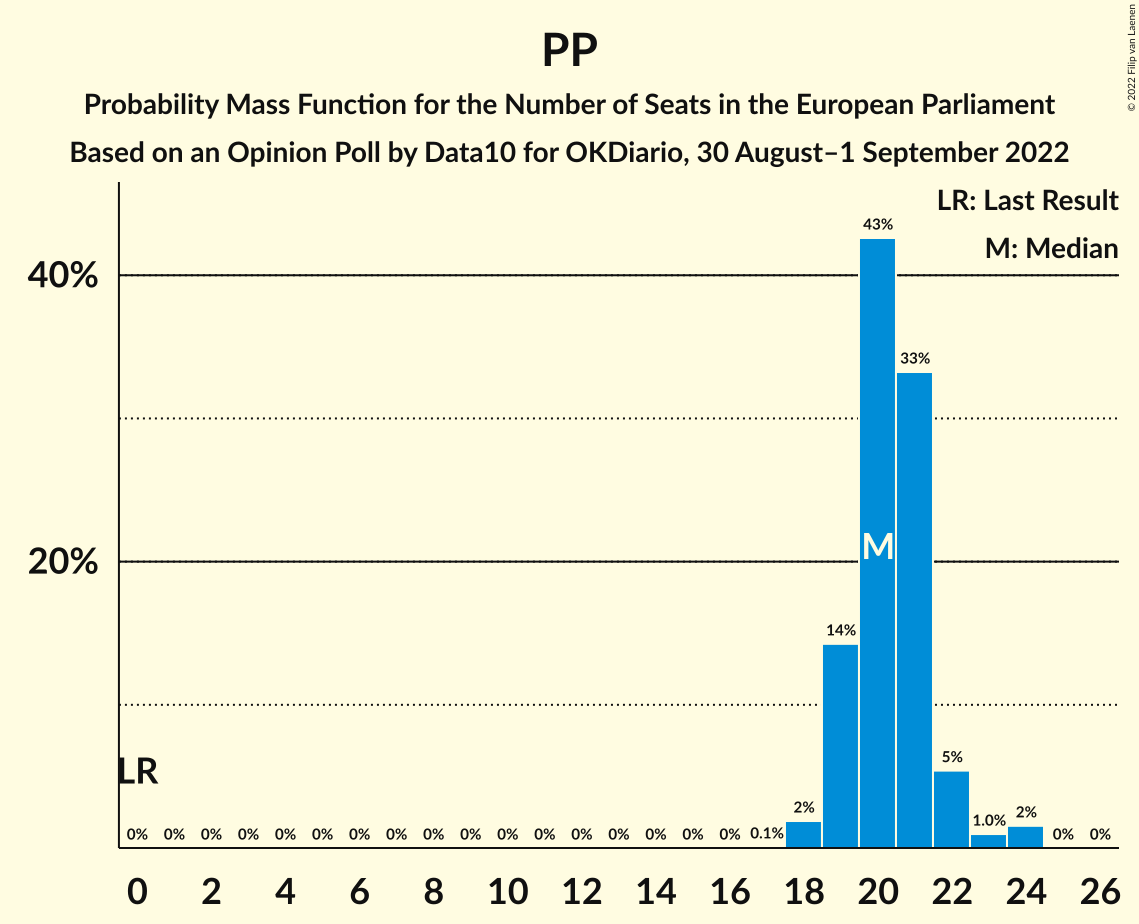 © 2022 Filip van Laenen
PP
Probability Mass Function for the Number of Seats in the European Parliament
Based on an Opinion Poll by Data10 for OKDiario, 30 August–1 September 2022
LR: Last Result
M: Median
40%
20%
LR
M
0% 0% 0% 0% 0% 0% 0% 0% 0% 0% 0% 0% 0% 0% 0% 0% 0% 0.1% 2% 14% 43% 33% 5% 1.0% 2% 0% 0%
0 2 4 6 8 10 12 14 16 18 20 22 24 26